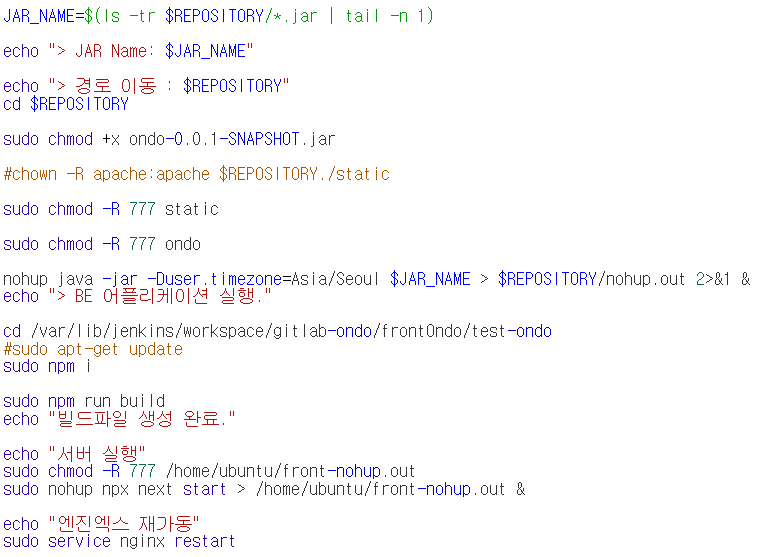 JAR_NAME=$(ls -tr $REPOSITORY/*.jar | tail -n 1)
echo "> JAR Name: $JAR_NAME"
echo "> 경로 이동 : $REPOSITORY"
cd $REPOSITORY
sudo chmod +x ondo-0.0.1-SNAPSHOT.jar
#chown -R apache:apache $REPOSITORY./static
sudo chmod -R 777 static
sudo chmod -R 777 ondo
nohup java -jar -Duser.timezone=Asia/Seoul $JAR_NAME > $REPOSITORY/nohup.out 2>&1 &
echo "> BE 어플리케이션 실행."
cd /var/lib/jenkins/workspace/gitlab-ondo/frontOndo/test-ondo
#sudo apt-get update
sudo npm i
sudo npm run build
echo "빌드파일 생성 완료."
echo "서버 실행"
sudo chmod -R 777 /home/ubuntu/front-nohup.out
sudo nohup npx next start > /home/ubuntu/front-nohup.out &
echo "엔진엑스 재가동"
sudo service nginx restart